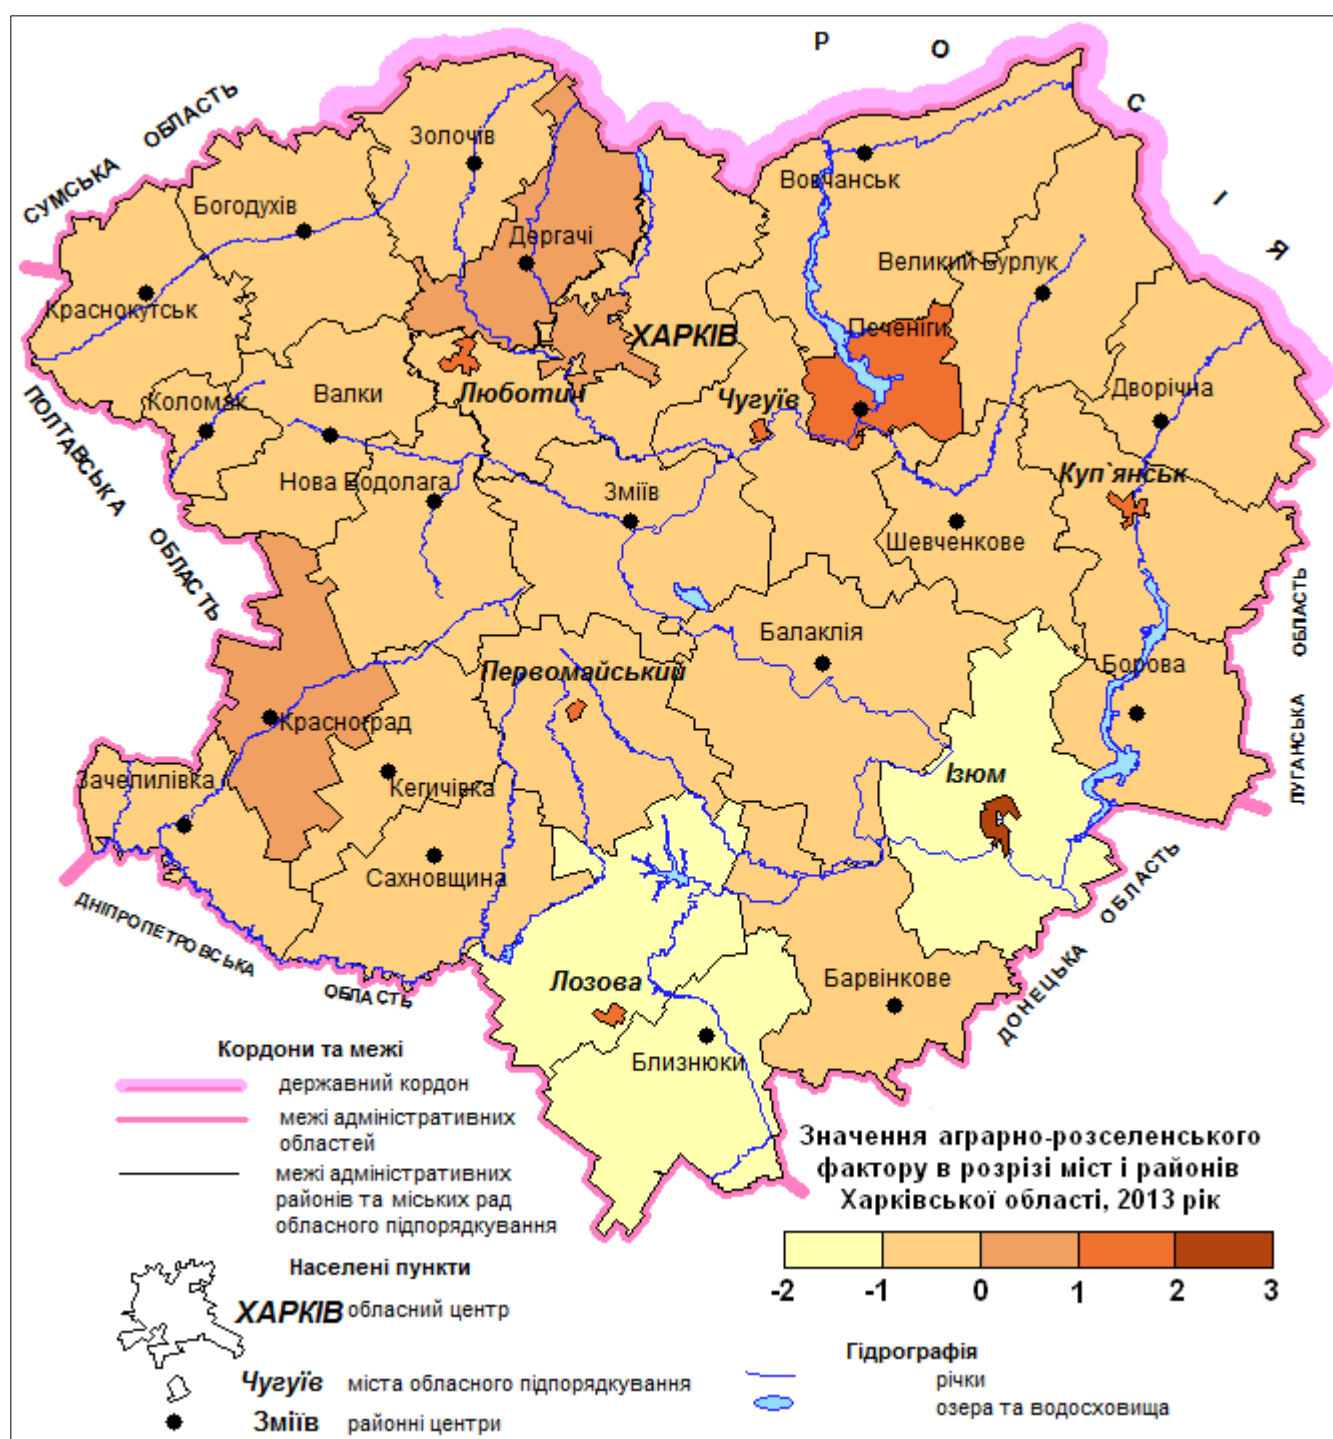 РОСІЯ
СУМСЬКА ОБЛАСТЬ
Золочів
Вовчанськ
Богодухів
Дергачі
Великий Бурлук
Краснокутськ
ХАРКІВ
Печеніги
Люботин
Чугуїв
Дворічна
Коломак
Валки
ПОЛТАВСЬКА ОБЛАСТЬ
Куп`янськ
Нова Водолага
Зміїв
Шевченкове
Балаклія
Борова
Первомайський
Красноград
ЛУГАНСЬКА ОБЛАСТЬ
Зачепилівка
Кегичівка
Ізюм
Сахновщина
ДНІПРОПЕТРОВСЬКА ОБЛАСТЬ
Лозова
Барвінкове
ДОНЕЦЬКА ОБЛАСТЬ
Близнюки
Кордони та межі
державний кордон
межі адміністративних
областей
межі адміністративних
районів та міських рад
обласного підпорядкування
Значення аграрно-розселенського
фактору в розрізі міст і районів
Харківської області, 2013 рік
-2 -1 0 1 2 3
Населені пункти
ХАРКІВ обласний центр
Чугуїв міста обласного підпорядкування
Зміїв районні центри
Гідрографія
річки
озера та водосховища